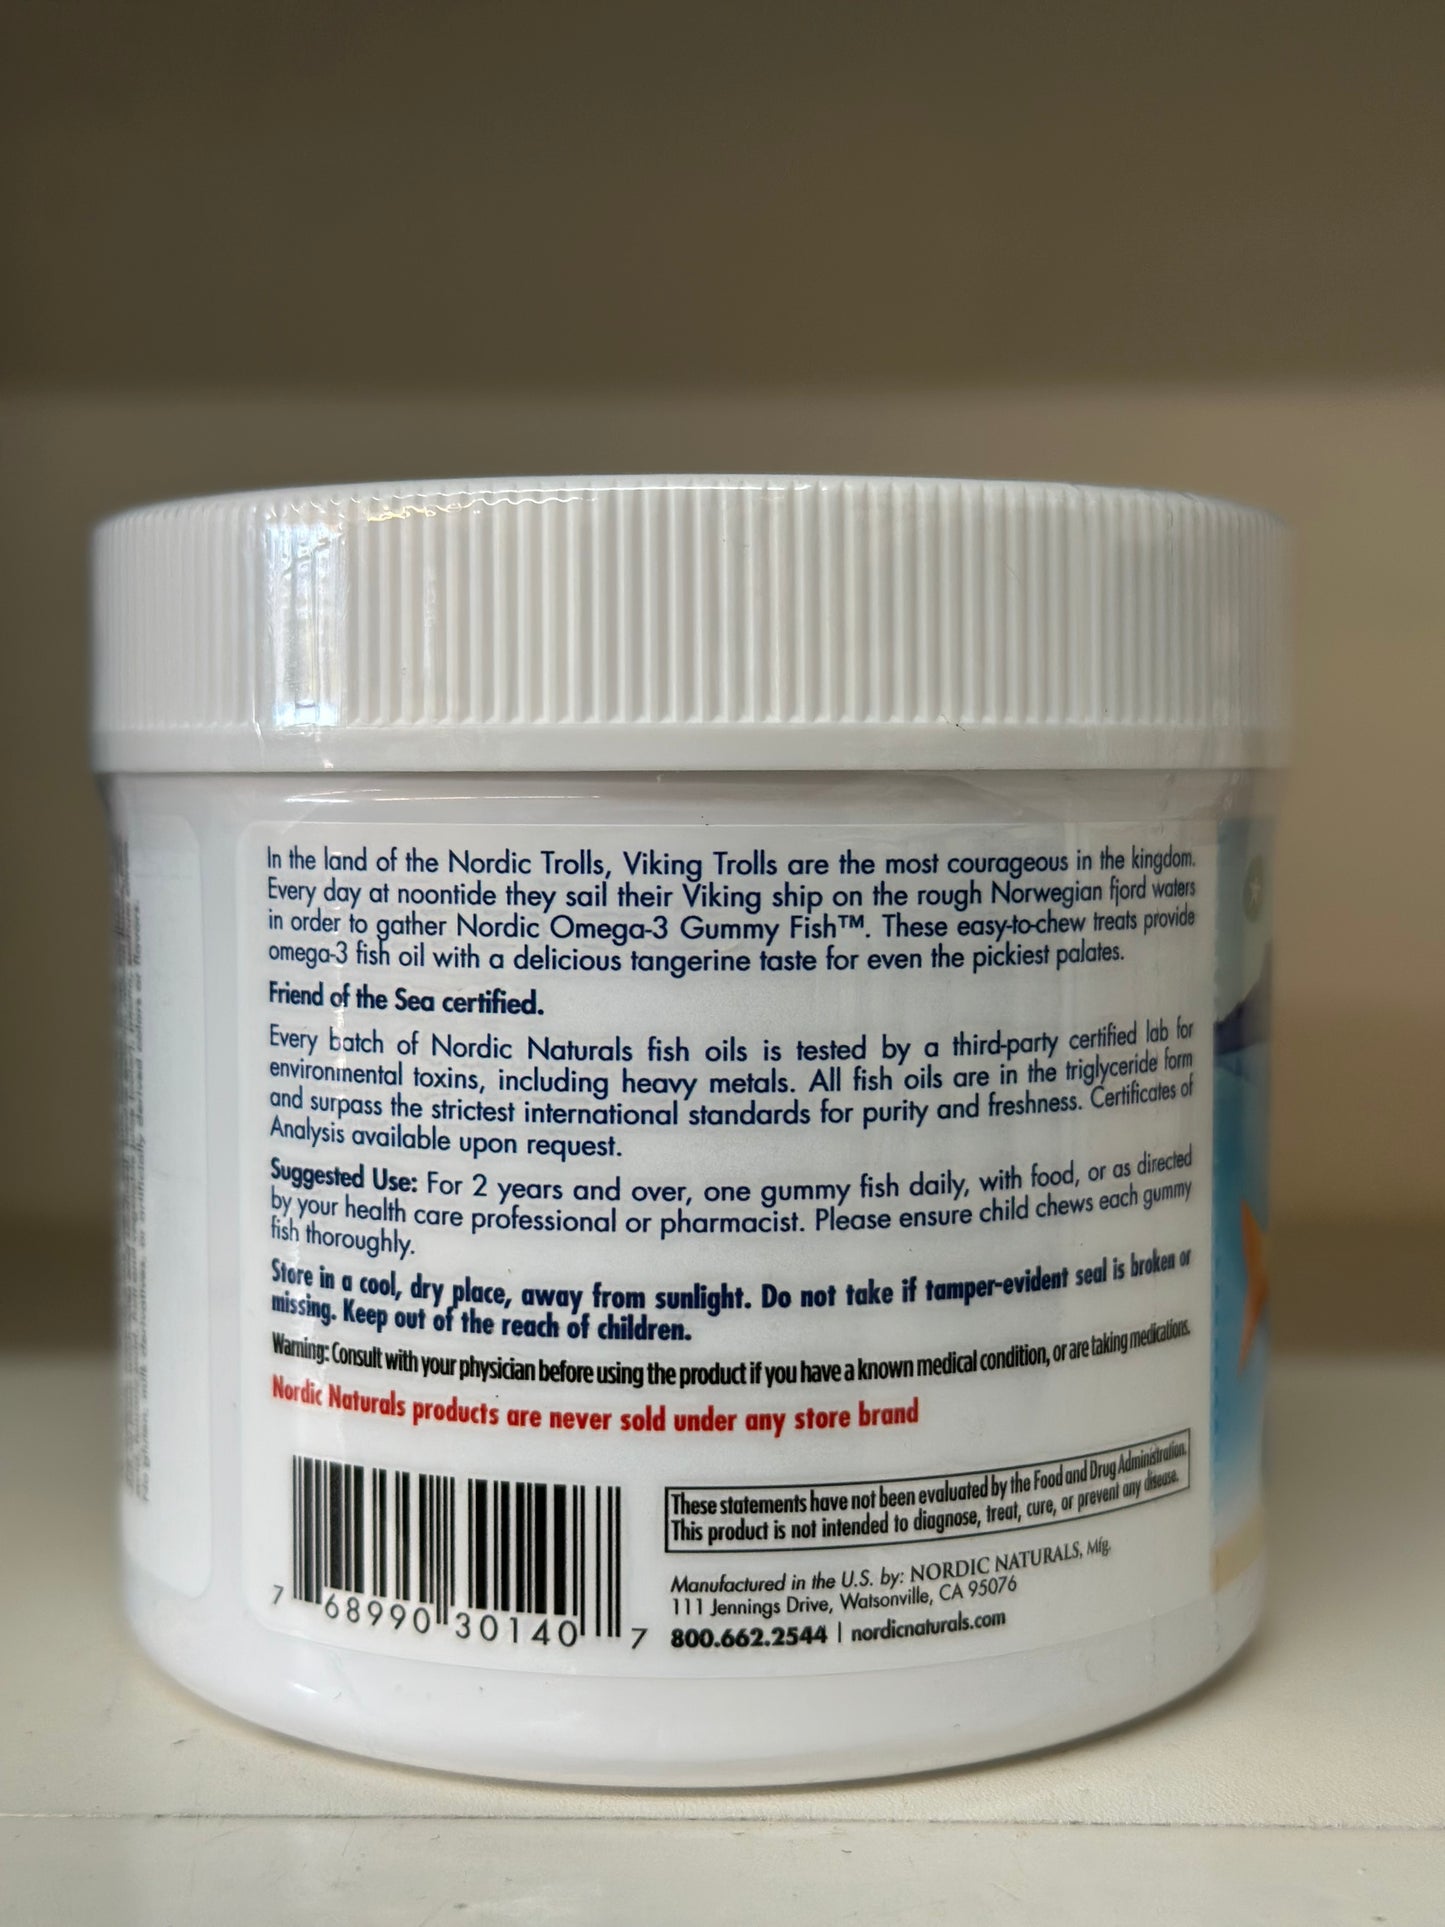 In the land of the Nordic Trolls, Viking Trolls are the most courageous in the kingdom.
Every day at noontide they sail their Viking ship on the rough Norwegian fjord waters
in order to gather Nordic Omega-3 Gummy Fish™. These easy-to-chew treats provide
omega-3 fish oil with a delicious tangerine taste for even the pickiest palates.
Friend of the Sea certified.
Every batch of Nordic Naturals fish oils is tested by a third-party certified lab for
environmental toxins, including heavy metals. All fish oils are in the triglyceride form
and surpass the strictest international standards for purity and freshness. Certificates of
Analysis available upon request.
Suggested Use: For 2 years and over, one gummy fish daily, with food, or as directed
by your health care professional or pharmacist. Please ensure child chews each gummy
fish thoroughly.
Store in a cool, dry place, away from sunlight. Do not take if tamper-evident seal is broken or
missing. Keep out of the reach of children.
Warning: Consult with your physician before using the product if you have a known medical condition, or are taking medications.
Nordic Naturals products are never sold under any store brand
These statements have not been evaluated by the Food and Drug Administration.
This product is not intended to diagnose, treat, cure, or prevent any disease.
Manufactured in the U.S. by: NORDIC NATURALS, Mfg.
111 Jennings Drive, Watsonville, CA 95076
800.662.2544 | nordicnaturals.com
7 68990 30140 7